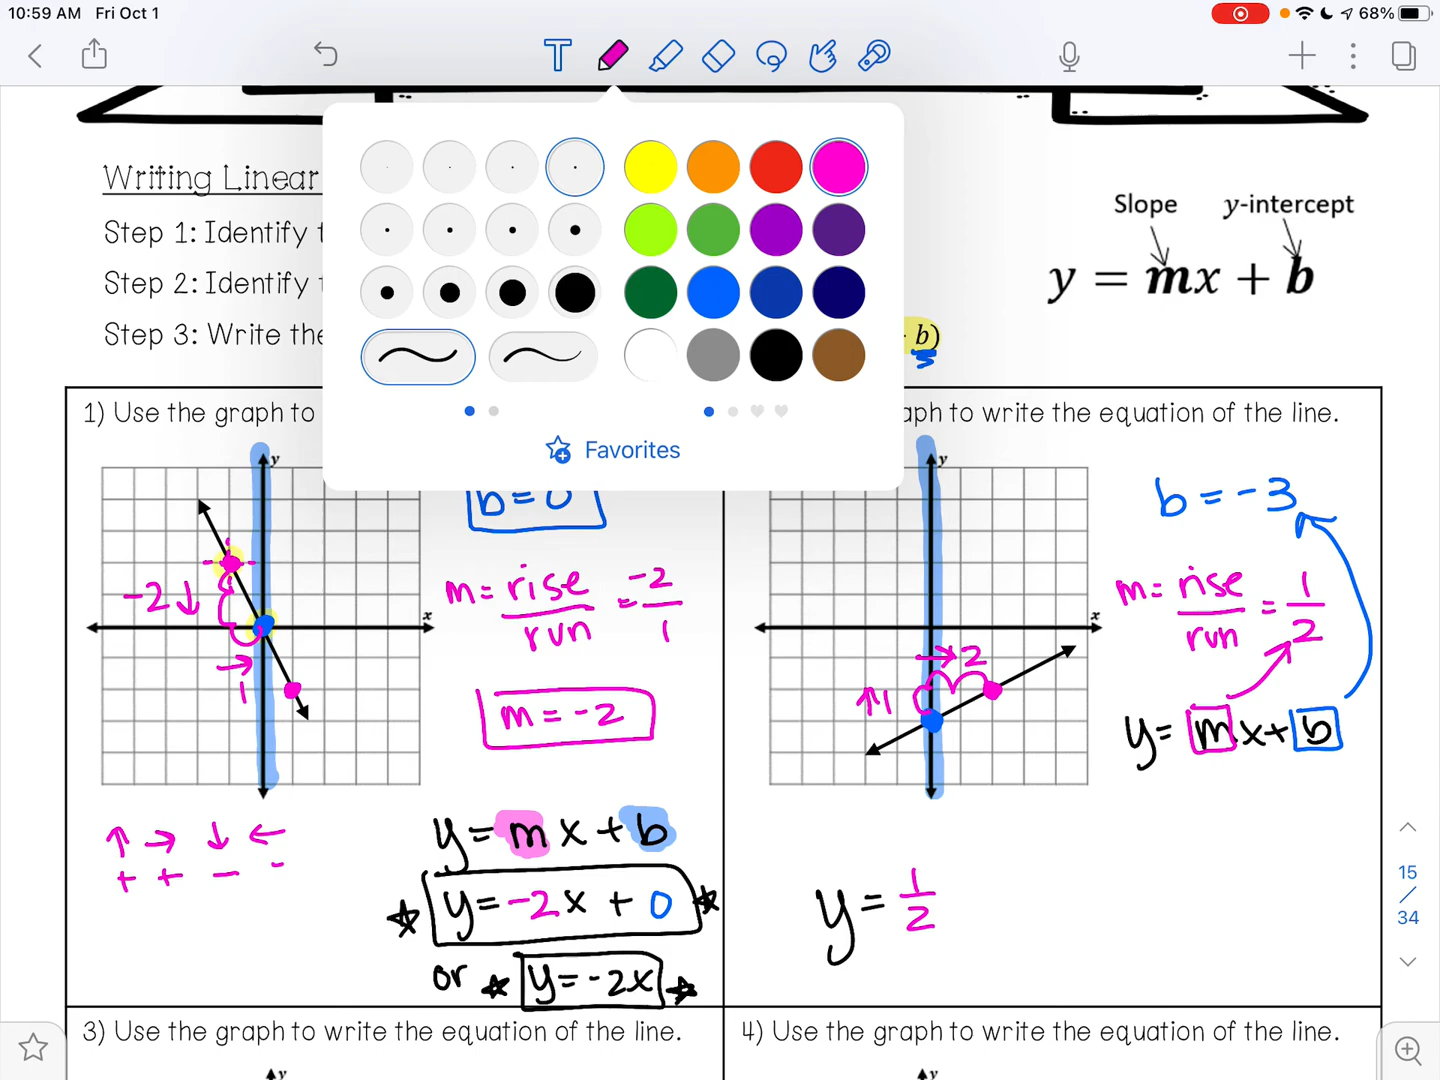 10:59 AM Fri Oct 1
68%
T
Writing Linear
Step 1: Identify t
Step 2: Identify t
Step 3: Write the
b)
Slope
y-intercept
y = mx + b
Favorites
1) Use the graph to
b = 0
m = rise/run = -2/1
-2↓
→
1
m = -2
↑ → ↓ ←
+ + - -
y = mx + b
y = -2x + 0
or y = -2x
aph to write the equation of the line.
b = -3
m = rise/run = 1/2
→2
↑1
y = mx + b
y = 1/2
y
x
y
x
15
/
34
3) Use the graph to write the equation of the line.
4) Use the graph to write the equation of the line.
y
y